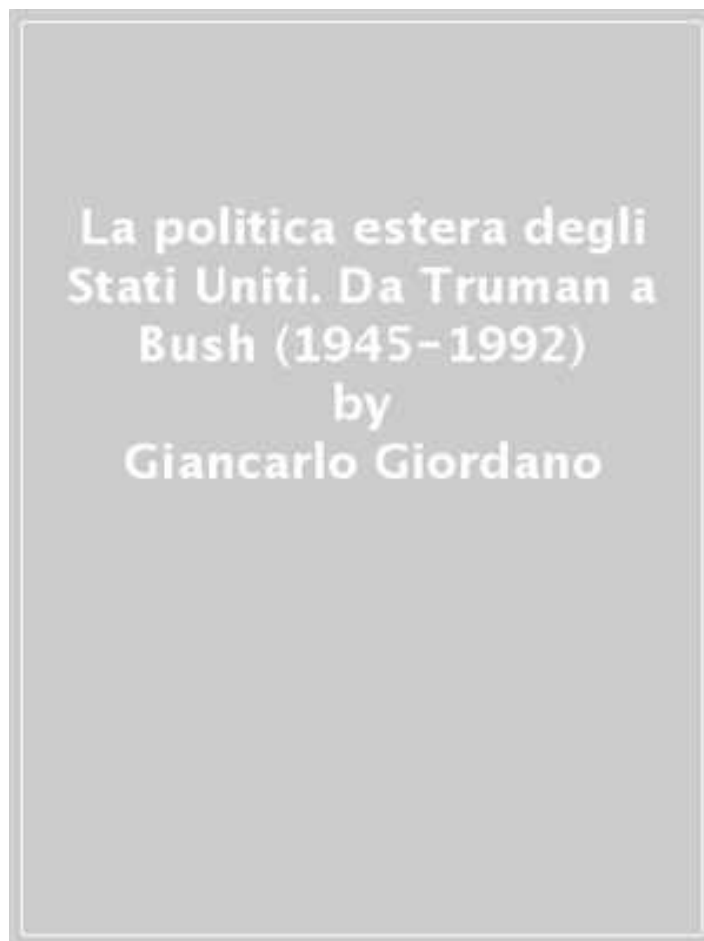 La politica estera degli
Stati Uniti. Da Truman a
Bush (1945-1992)
by
Giancarlo Giordano